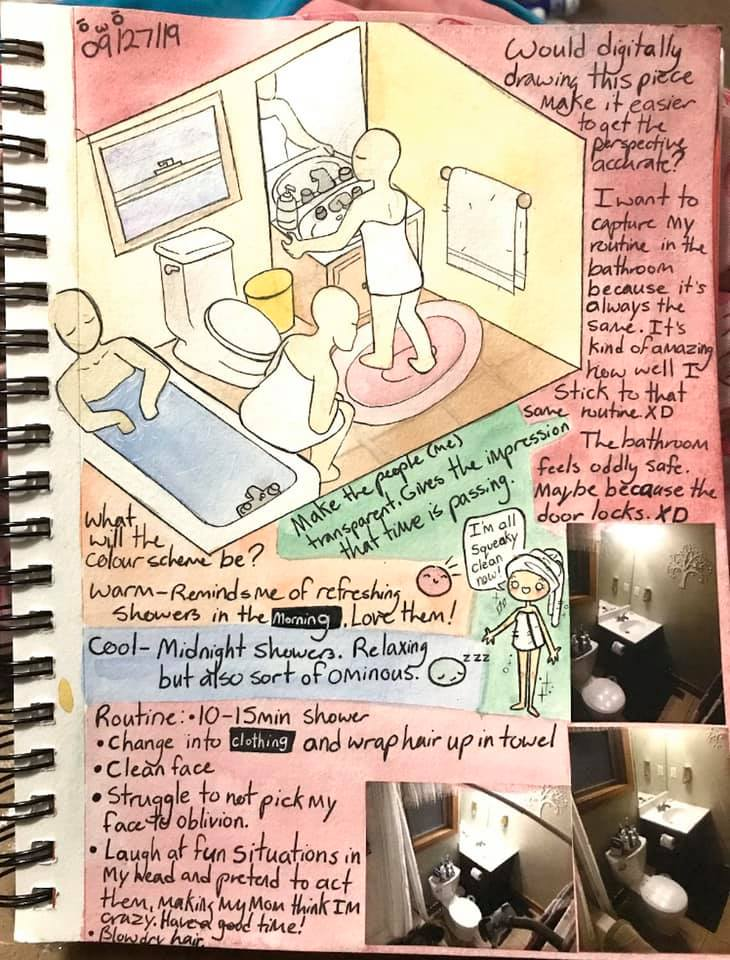 òwó
09/27/19
Would digitally
drawing this piece
make it easier
to get the
perspective
accurate?
I want to
capture my
routine in the
bathroom
because it's
always the
same. It's
kind of amazing
how well I
stick to that
same routine. XD
The bathroom
feels oddly safe.
Maybe because the
door locks. XD
Make the people (me)
transparent. Gives the impression
that time is passing.
What
will the
colour scheme be?
I'm all
squeaky
clean
now!
Warm-Reminds me of refreshing
showers in the Morning. Love them!
Cool- Midnight showers. Relaxing
but also sort of ominous.
zzz
Routine: • 10-15min shower
• Change into clothing and wrap hair up in towel
• Clean face
• Struggle to not pick my
face to oblivion.
• Laugh at fun situations in
my head and pretend to act
them, making my Mom think I'm
crazy. Have a good time!
• Blowdry hair